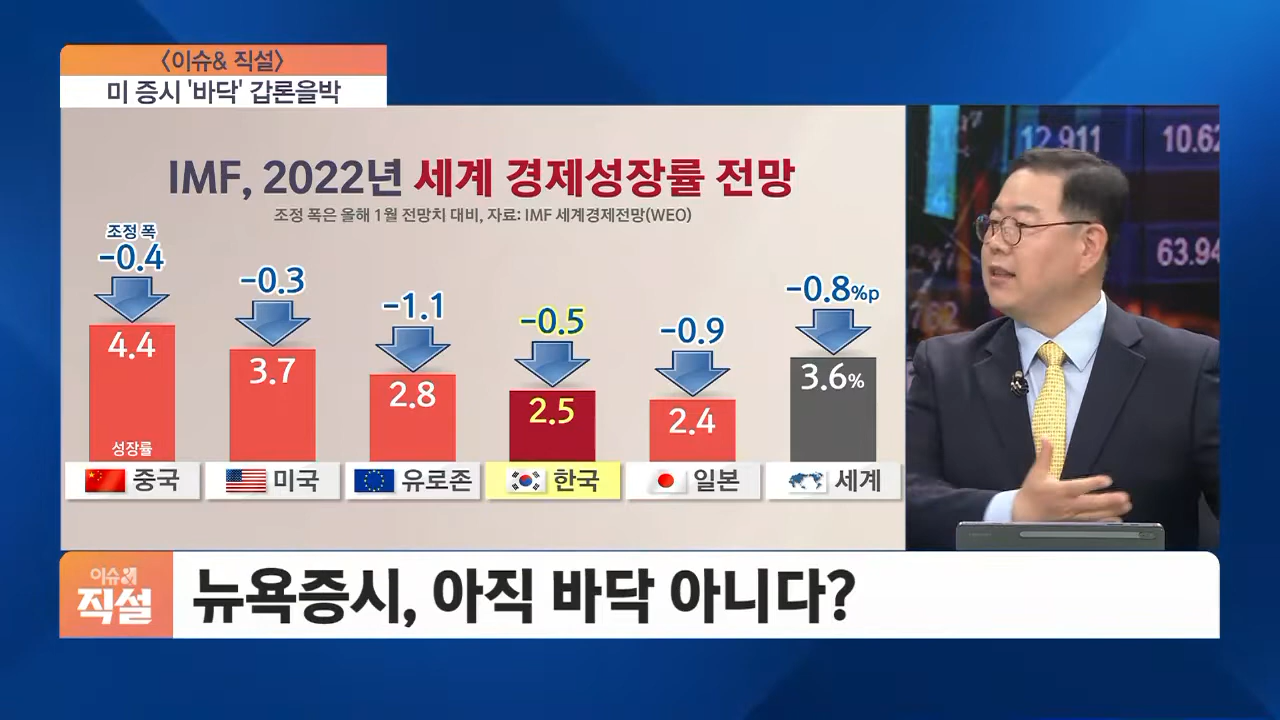 〈이슈& 직설〉
미 증시 '바닥' 갑론을박
IMF, 2022년 세계 경제성장률 전망
조정 폭은 올해 1월 전망치 대비, 자료: IMF 세계경제전망(WEO)
조정 폭
-0.4
-0.3
-1.1
-0.5
-0.9
-0.8%p
4.4
3.7
2.8
2.5
2.4
3.6%
성장률
중국
미국
유로존
한국
일본
세계
12.911
10.62
63.94
762
이슈&
직설
뉴욕증시, 아직 바닥 아니다?